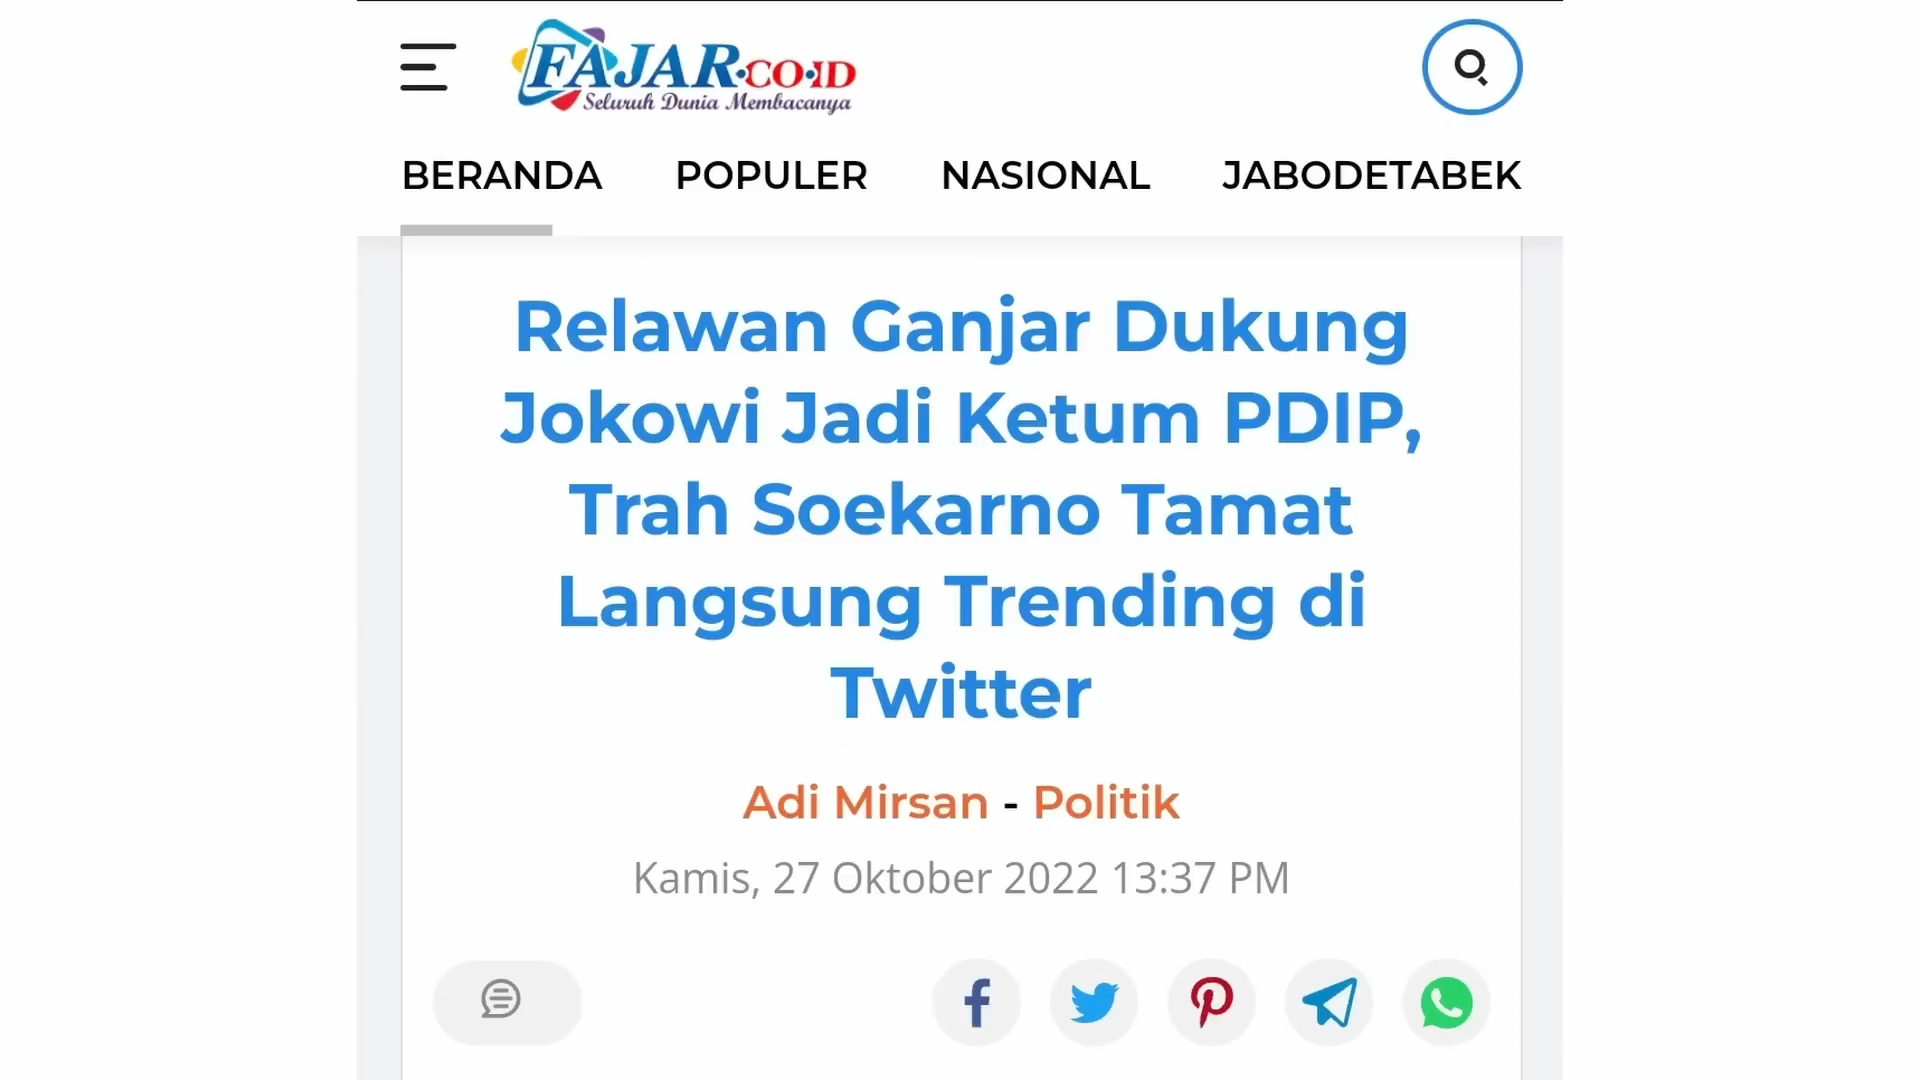 FAJAR.CO.ID
Seluruh Dunia Membacanya
BERANDA POPULER NASIONAL JABODETABEK
Relawan Ganjar Dukung
Jokowi Jadi Ketum PDIP,
Trah Soekarno Tamat
Langsung Trending di
Twitter
Adi Mirsan - Politik
Kamis, 27 Oktober 2022 13:37 PM